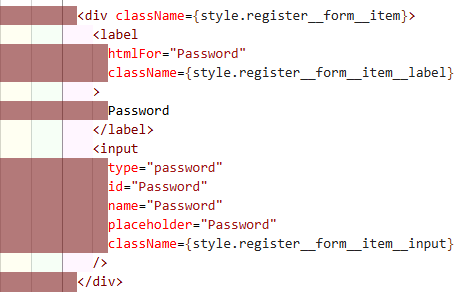 <div className={style.register__form__item}>
<label
htmlFor="Password"
className={style.register__form__item__label}
>
Password
</label>
<input
type="password"
id="Password"
name="Password"
placeholder="Password"
className={style.register__form__item__input}
/>
</div>